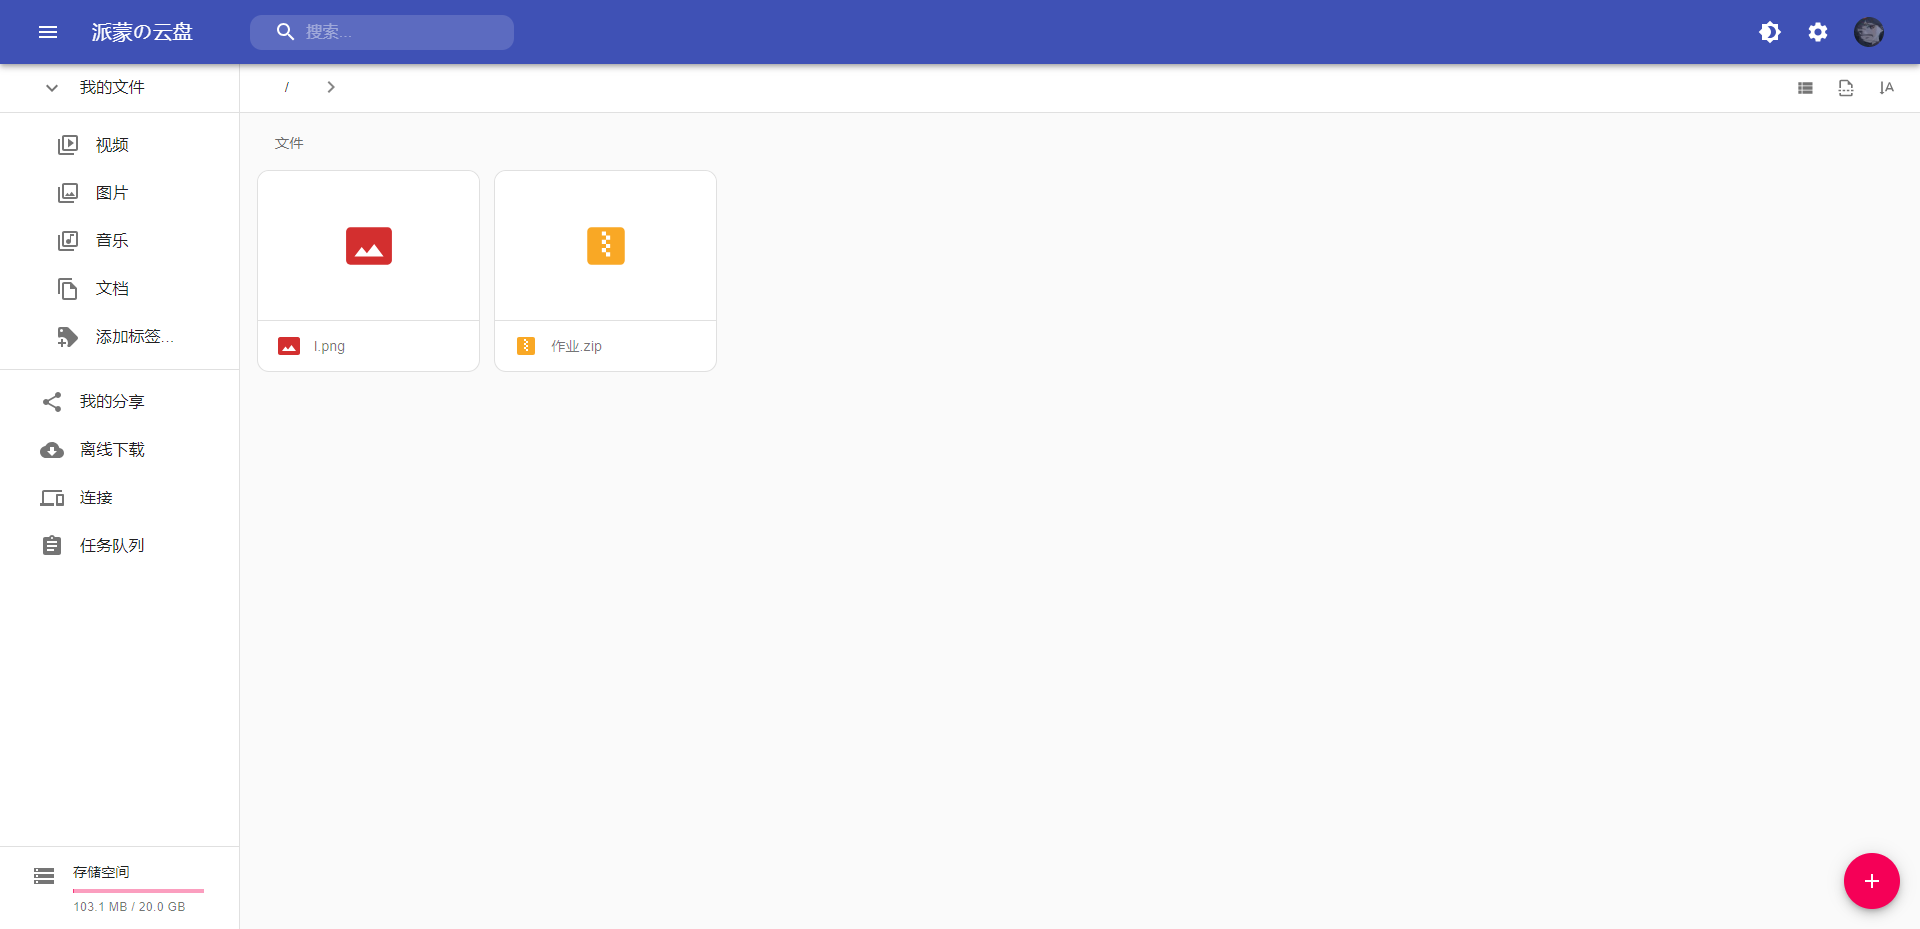 派蒙の云盘
搜索...
我的文件
/
视频
图片
音乐
文档
添加标签...
我的分享
离线下载
连接
任务队列
存储空间
103.1 MB / 20.0 GB
A
文件
I.png
作业.zip